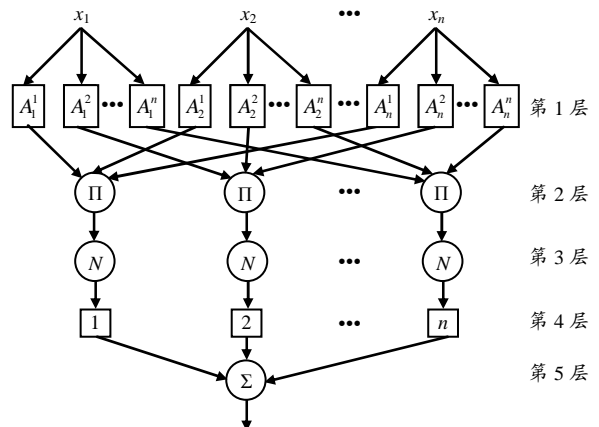 x₁ x₂ ••• xₙ
A₁¹ A₁² ••• A₁ⁿ A₂¹ A₂² ••• A₂ⁿ ••• Aₙ¹ Aₙ² ••• Aₙⁿ 第 1 层
Π Π ••• Π 第 2 层
N N ••• N 第 3 层
1 2 ••• n 第 4 层
Σ 第 5 层